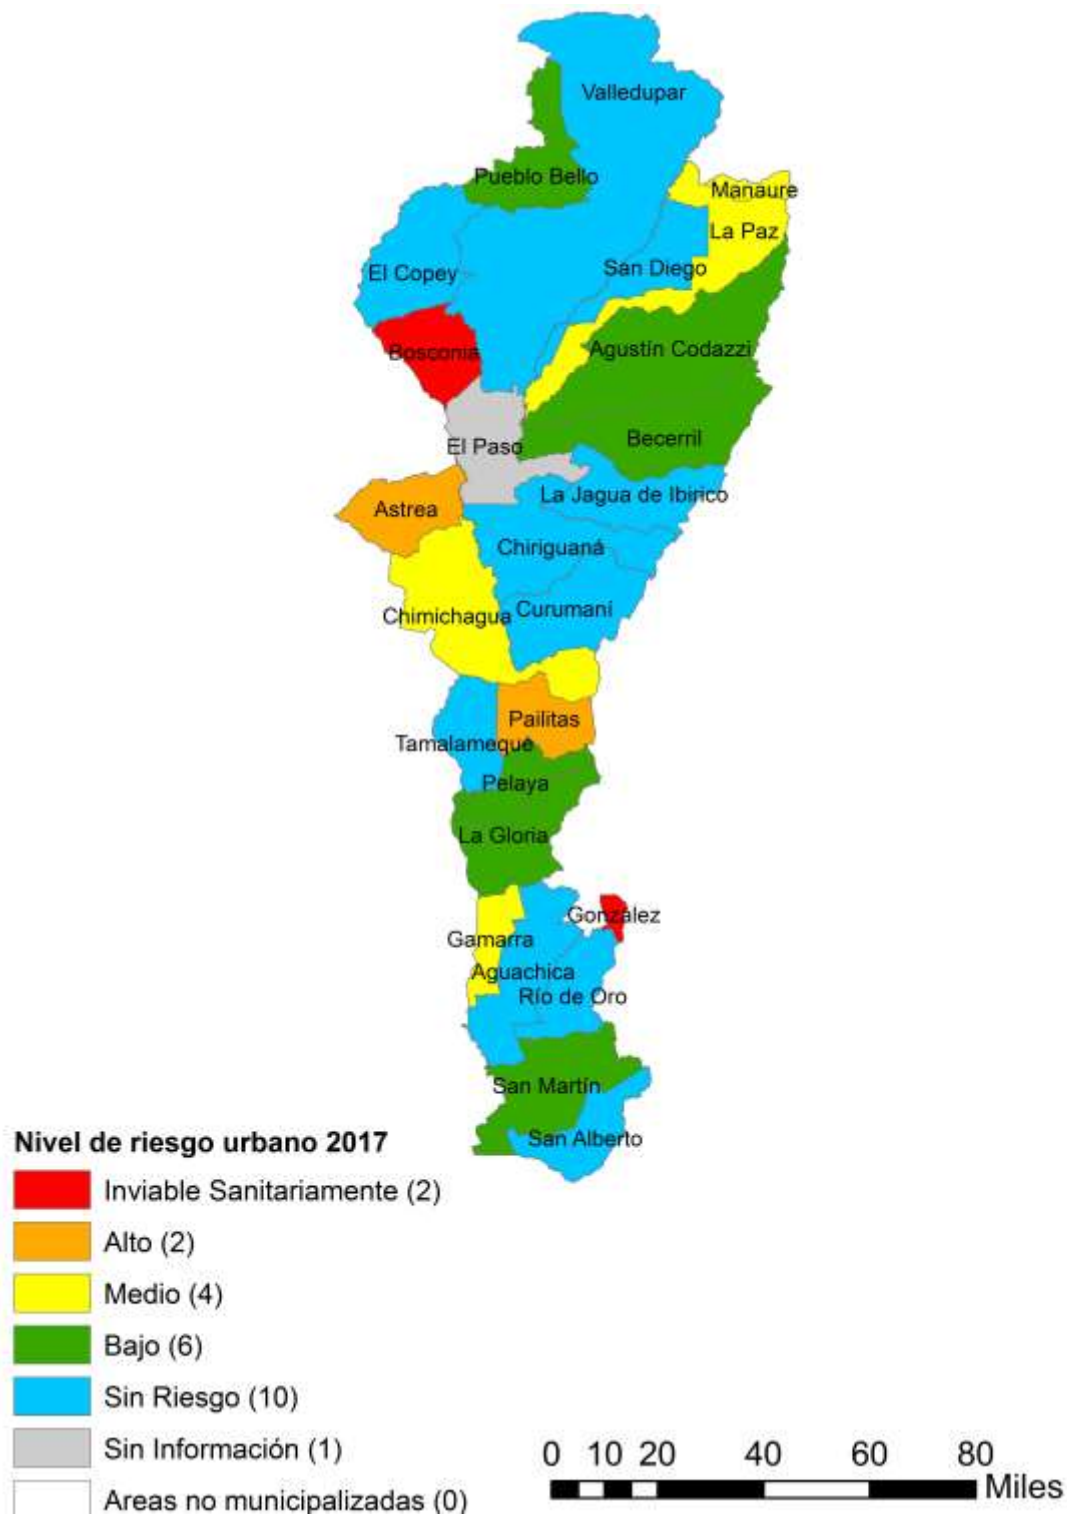 Valledupar
Pueblo Bello
Manaure
La Paz
San Diego
El Copey
Bosconia
Agustín Codazzi
Becerril
El Paso
La Jagua de Ibirico
Astrea
Chiriguaná
Curumaní
Chimichagua
Pailitas
Tamalameque
Pelaya
La Gloria
González
Gamarra
Aguachica
Río de Oro
San Martín
San Alberto
Nivel de riesgo urbano 2017
Inviable Sanitariamente (2)
Alto (2)
Medio (4)
Bajo (6)
Sin Riesgo (10)
Sin Información (1)
Areas no municipalizadas (0)
0 10 20 40 60 80
Miles